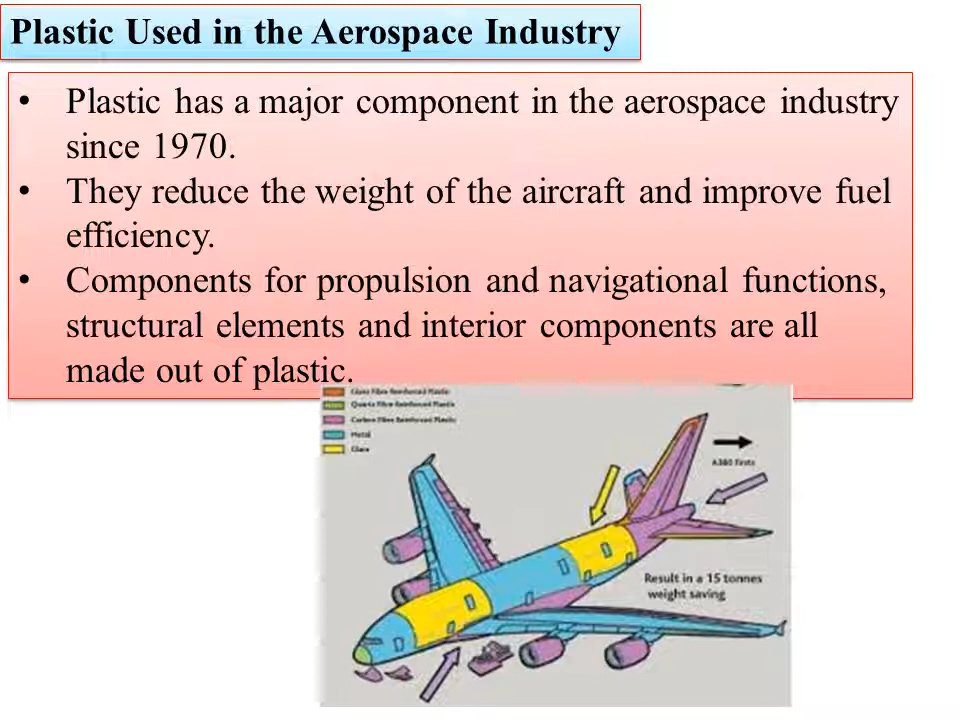 Plastic Used in the Aerospace Industry
• Plastic has a major component in the aerospace industry
since 1970.
• They reduce the weight of the aircraft and improve fuel
efficiency.
• Components for propulsion and navigational functions,
structural elements and interior components are all
made out of plastic.
Glass Fibre Reinforced Plastic
Quartz Fibre Reinforced Plastic
Carbon Fibre Reinforced Plastic
Metal
Glare
A380 Firsts
Result in a 15 tonnes
weight saving